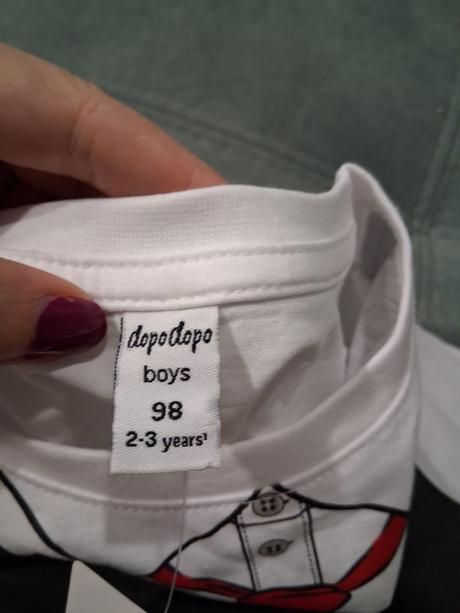 dopodopo
boys
98
2-3 years¹